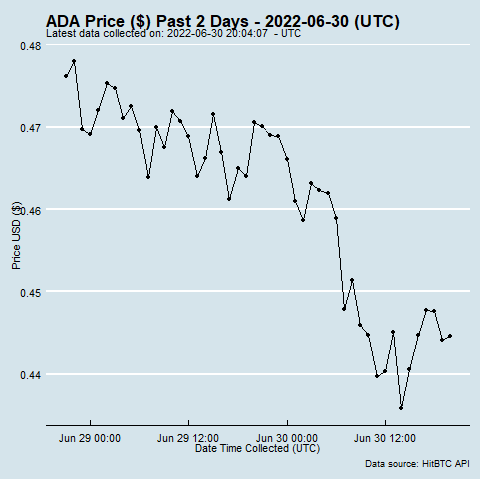 ADA Price ($) Past 2 Days - 2022-06-30 (UTC)
Latest data collected on: 2022-06-30 20:04:07 - UTC
0.48
0.47
0.46
0.45
0.44
Price USD ($)
Jun 29 00:00 Jun 29 12:00 Jun 30 00:00 Jun 30 12:00
Date Time Collected (UTC)
Data source: HitBTC API